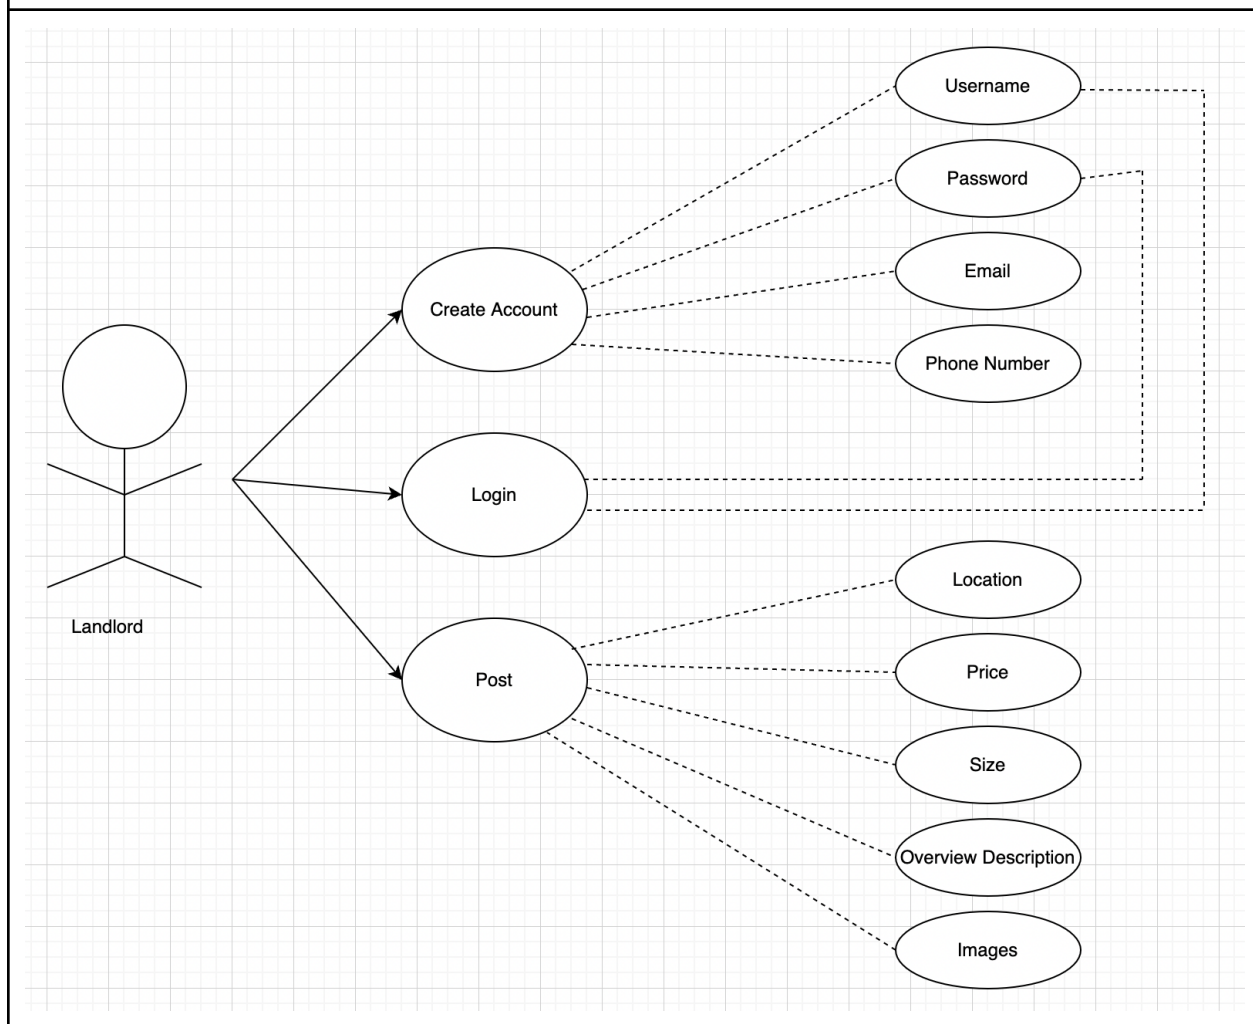 Username
Password
Email
Create Account
Phone Number
Login
Landlord
Location
Post
Price
Size
Overview Description
Images